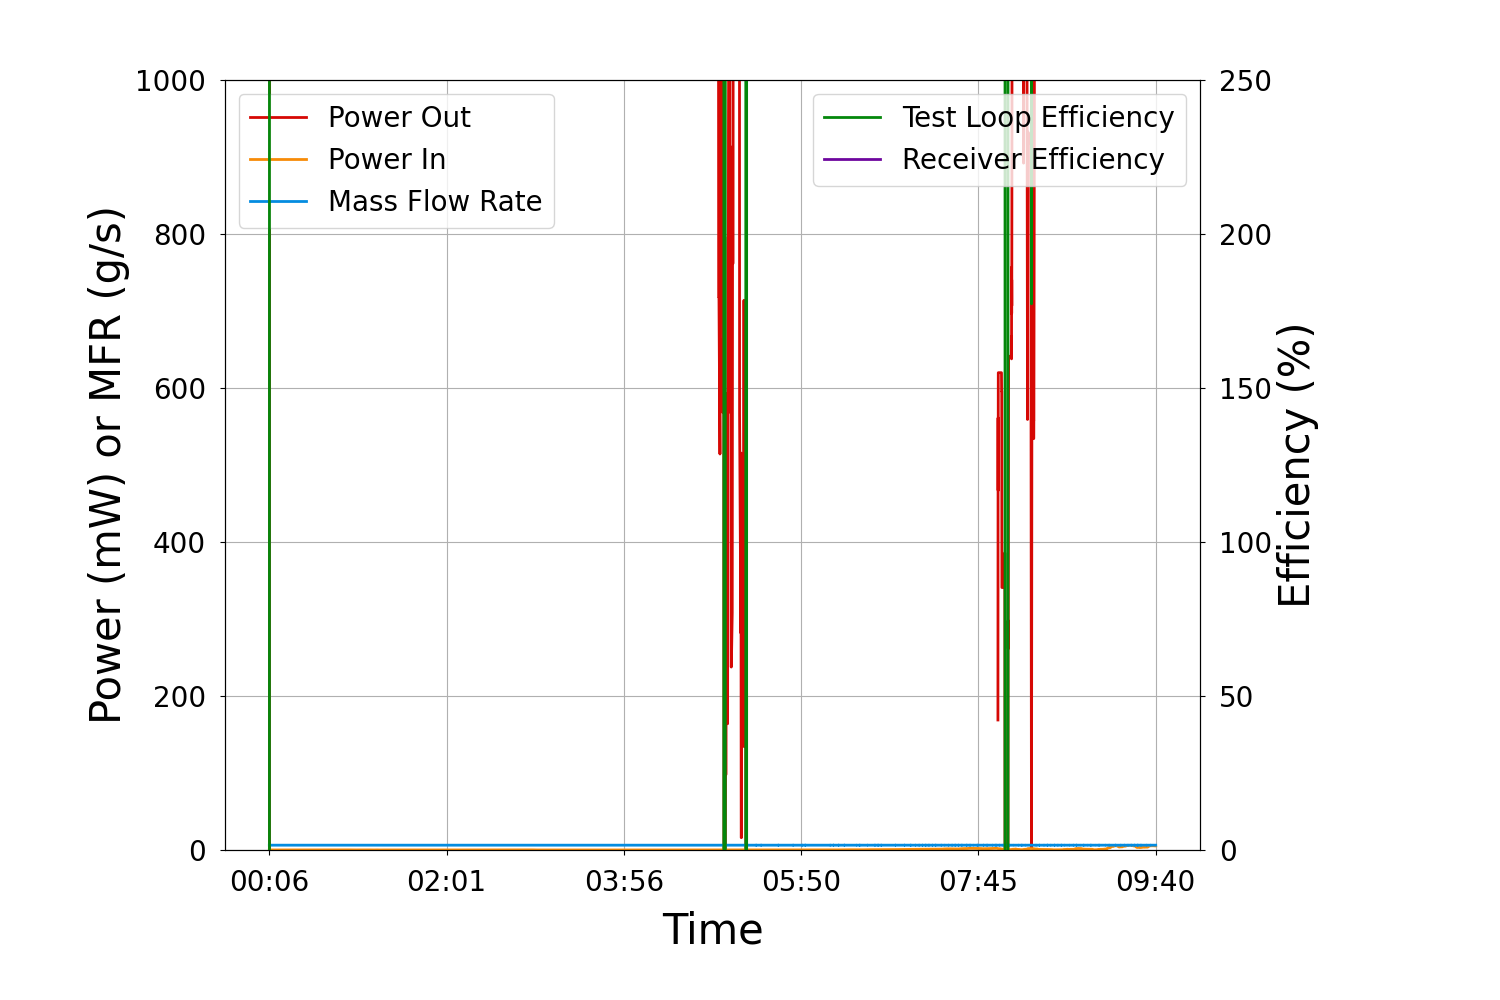 1000
800
600
400
200
0
Power (mW) or MFR (g/s)
Power Out
Power In
Mass Flow Rate
Test Loop Efficiency
Receiver Efficiency
250
200
150
100
50
0
Efficiency (%)
00:06 02:01 03:56 05:50 07:45 09:40
Time